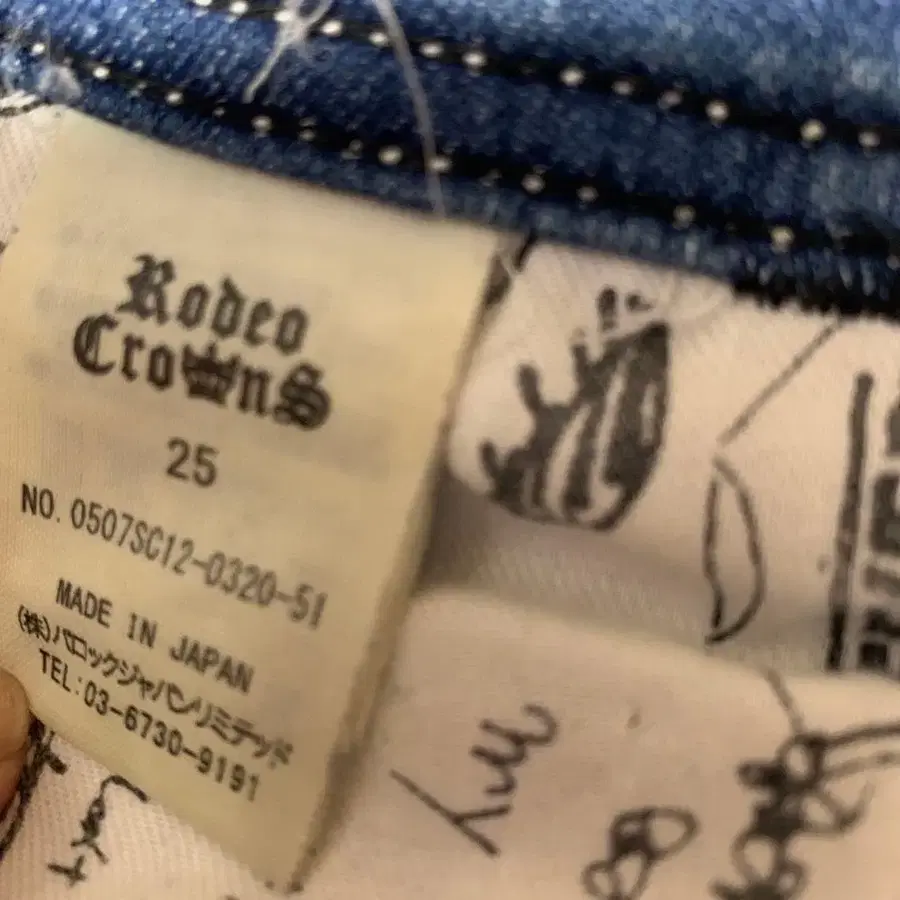 Rodeo
CroWnS
25
NO. 0507SC12-0320-51
MADE IN JAPAN
(株)バロックジャパンリミテッド
TEL:03-6730-9191
my